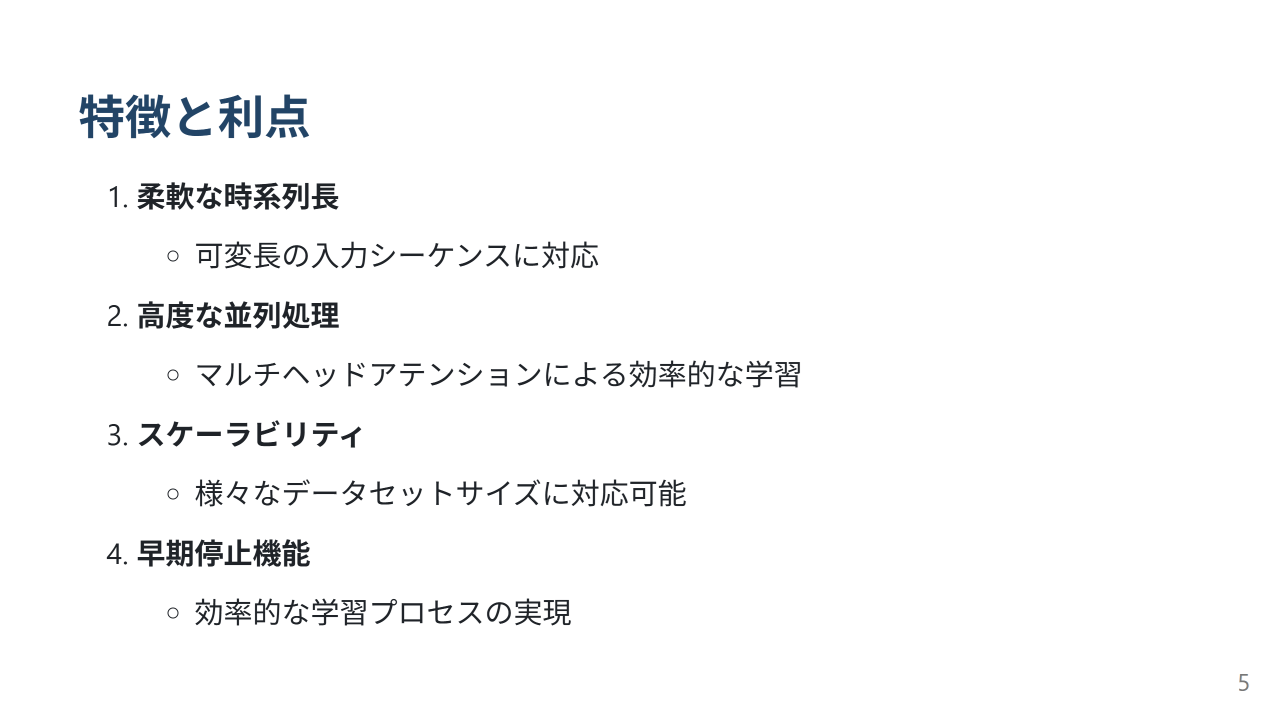 特徴と利点
1. 柔軟な時系列長
○ 可変長の入力シーケンスに対応
2. 高度な並列処理
○ マルチヘッドアテンションによる効率的な学習
3. スケーラビリティ
○ 様々なデータセットサイズに対応可能
4. 早期停止機能
○ 効率的な学習プロセスの実現
5